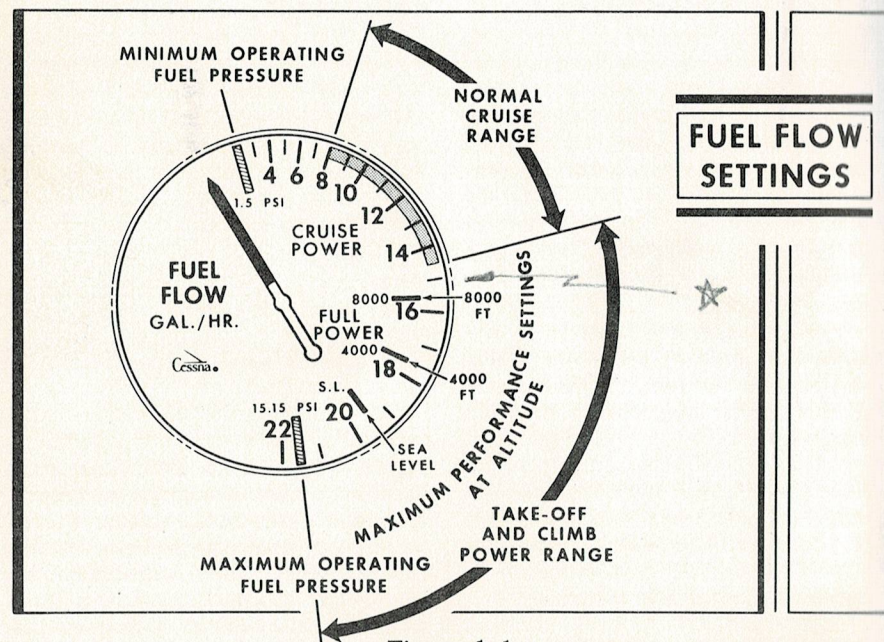 MINIMUM OPERATING
FUEL PRESSURE
NORMAL
CRUISE
RANGE
FUEL FLOW
SETTINGS
4 6 8 10 12 14 16 18 20 22
1.5 PSI
CRUISE
POWER
FUEL
FLOW
GAL./HR.
8000
8000
FT
FULL
POWER
4000
4000
FT
Cessna
S.L.
15.15 PSI
SEA
LEVEL
MAXIMUM PERFORMANCE SETTINGS
AT ALTITUDE
TAKE-OFF
AND CLIMB
POWER RANGE
MAXIMUM OPERATING
FUEL PRESSURE